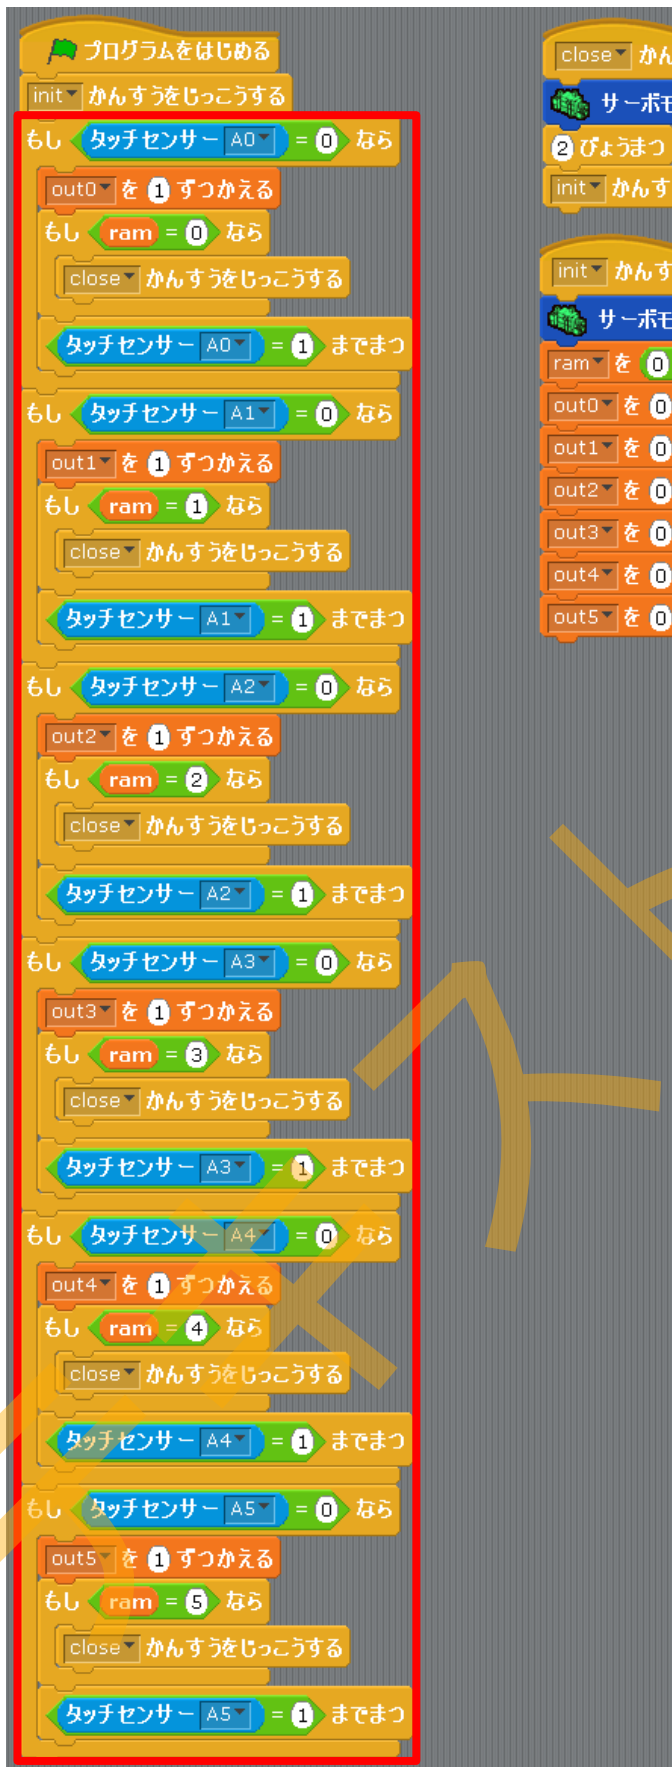 プログラムをはじめる
init かんすうをじっこうする
もし タッチセンサー A0 = 0 なら
out0 を 1 ずつかえる
もし ram = 0 なら
close かんすうをじっこうする
タッチセンサー A0 = 1 までまつ
もし タッチセンサー A1 = 0 なら
out1 を 1 ずつかえる
もし ram = 1 なら
close かんすうをじっこうする
タッチセンサー A1 = 1 までまつ
もし タッチセンサー A2 = 0 なら
out2 を 1 ずつかえる
もし ram = 2 なら
close かんすうをじっこうする
タッチセンサー A2 = 1 までまつ
もし タッチセンサー A3 = 0 なら
out3 を 1 ずつかえる
もし ram = 3 なら
close かんすうをじっこうする
タッチセンサー A3 = 1 までまつ
もし タッチセンサー A4 = 0 なら
out4 を 1 ずつかえる
もし ram = 4 なら
close かんすうをじっこうする
タッチセンサー A4 = 1 までまつ
もし タッチセンサー A5 = 0 なら
out5 を 1 ずつかえる
もし ram = 5 なら
close かんすうをじっこうする
タッチセンサー A5 = 1 までまつ
close かん
サーボモ
2 びょうまつ
init かんす
init かんす
サーボモ
ram を 0
out0 を 0
out1 を 0
out2 を 0
out3 を 0
out4 を 0
out5 を 0